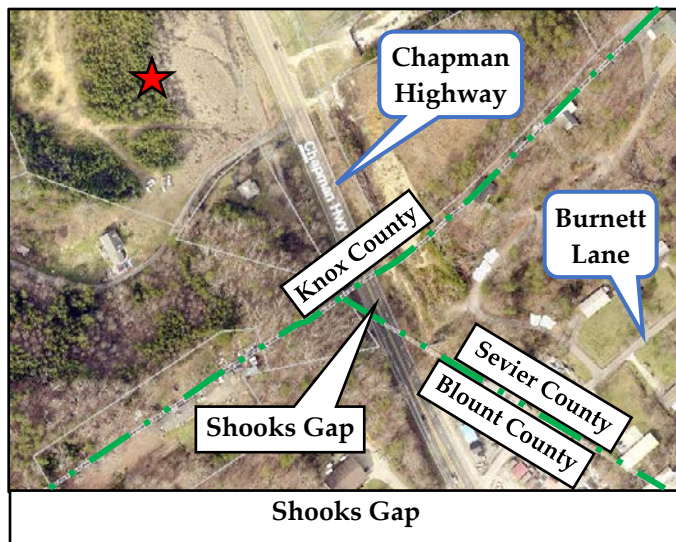 Chapman
Highway
Chapman Hwy
Knox County
Burnett
Lane
Sevier County
Blount County
Shooks Gap
Shooks Gap